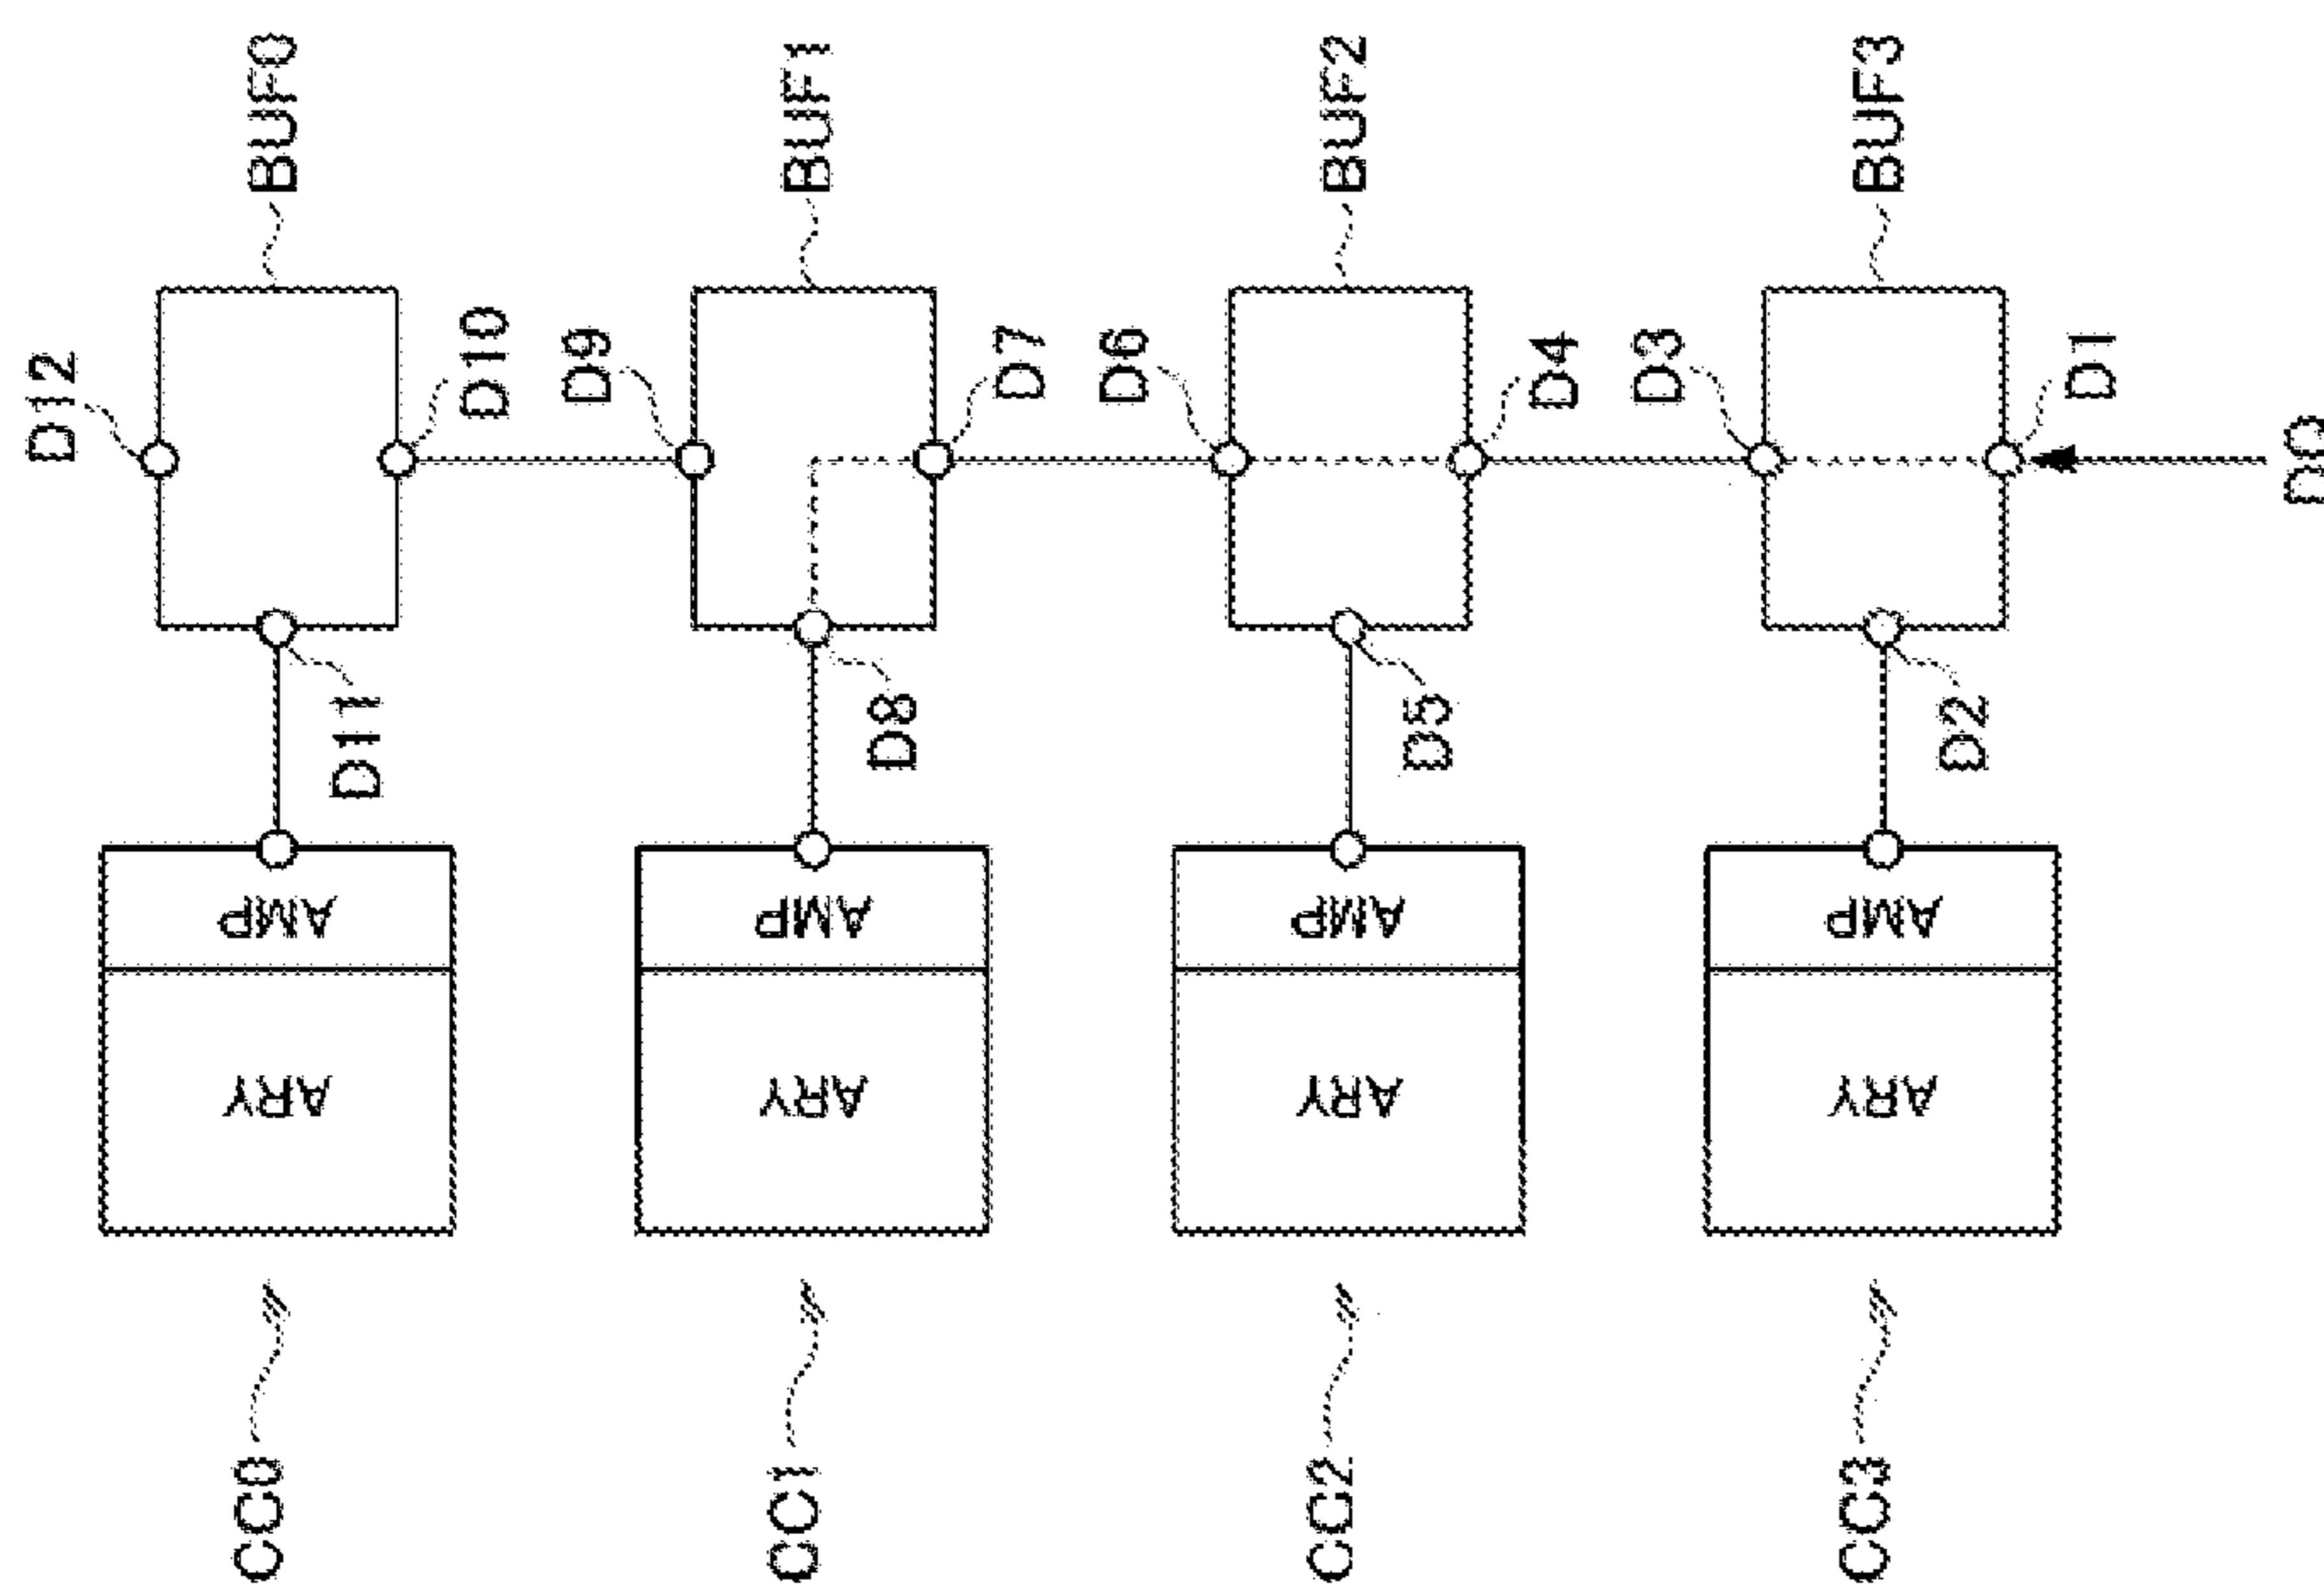 BUF0
BUF1
BUF2
BUF3
D12
D10
D9
D7
D6
D4
D3
D1
DQ
D11
D8
D5
D2
AMP
AMP
AMP
AMP
ARY
ARY
ARY
ARY
CC0
CC1
CC2
CC3